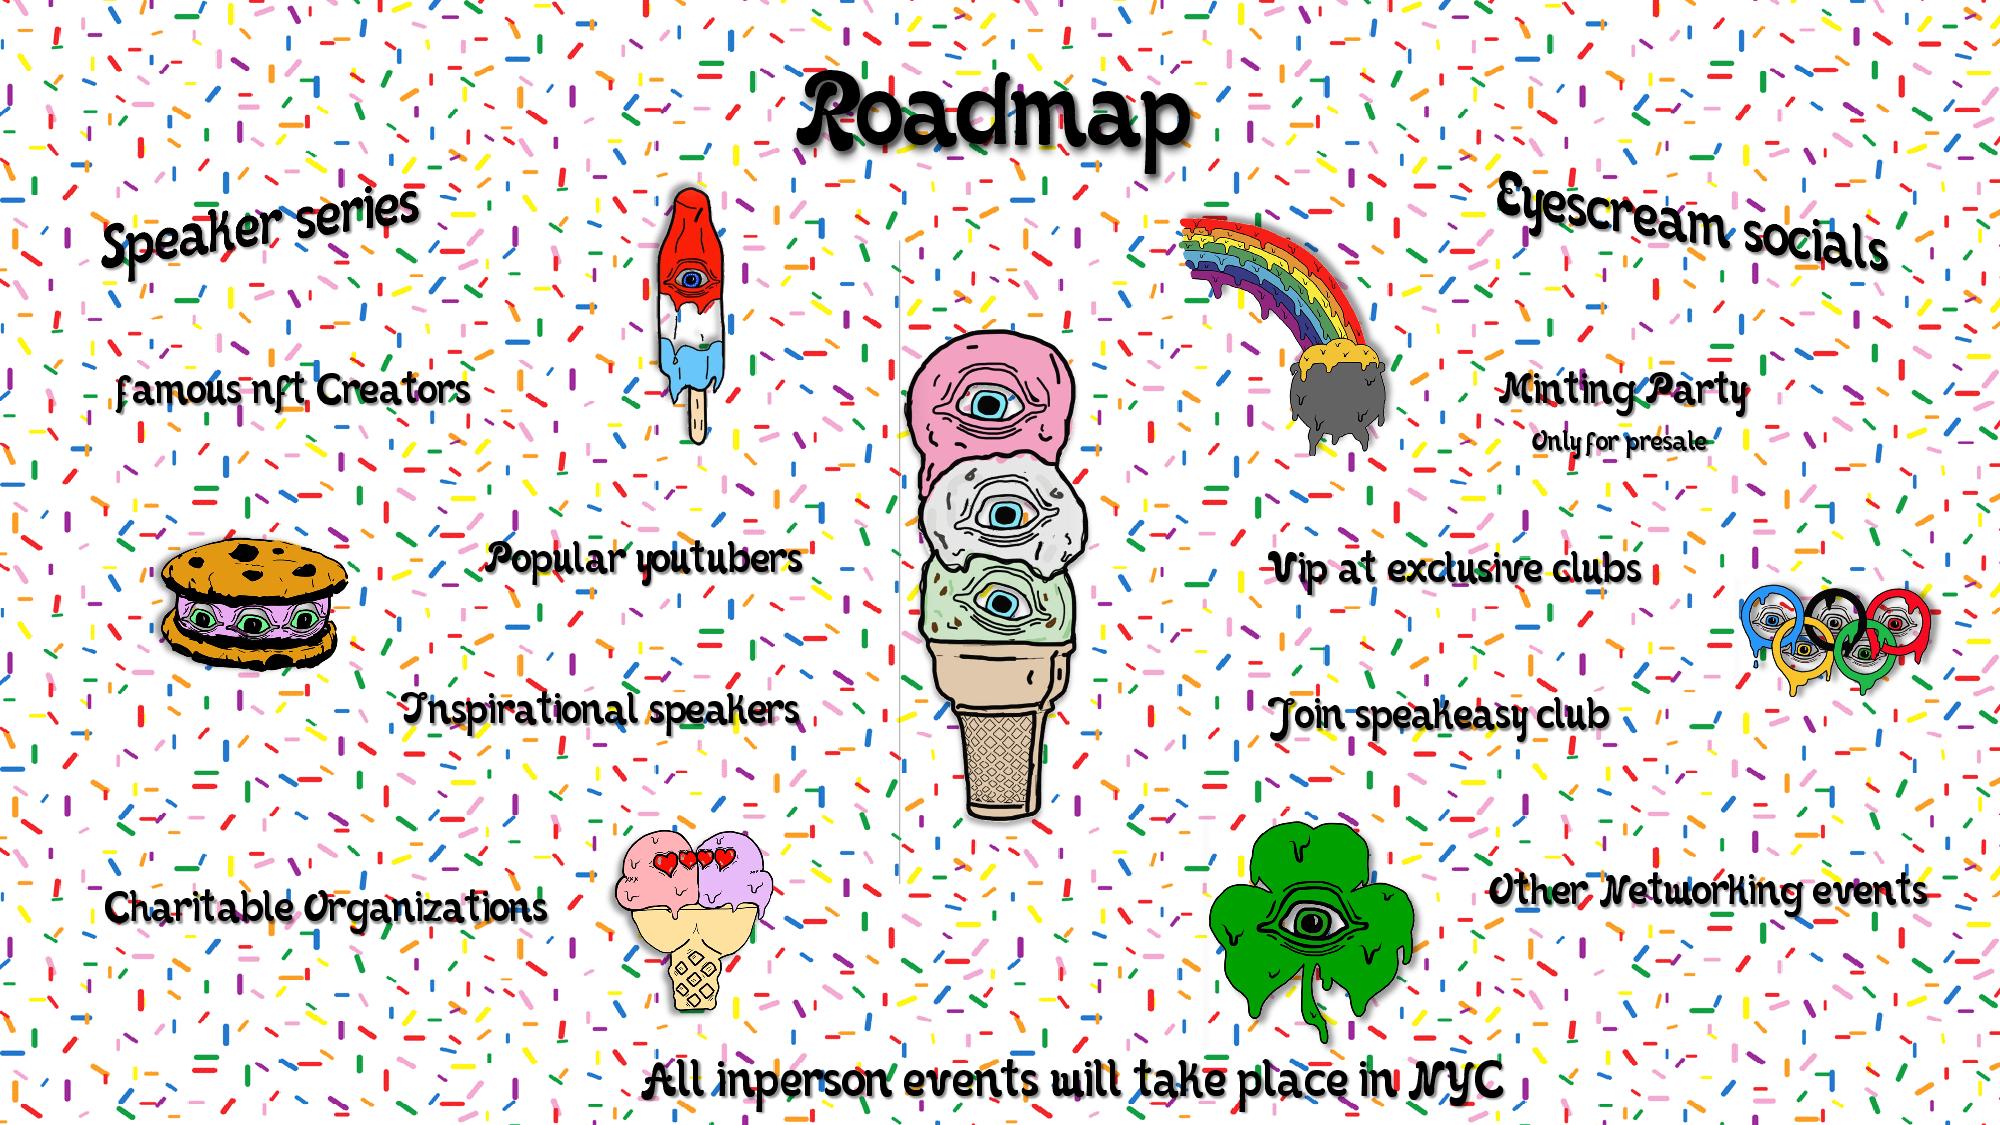 Roadmap
Speaker series
famous nft Creators
Popular youtubers
Inspirational speakers
Charitable Organizations
Eyescream socials
Minting Party
Only for presale
Vip at exclusive clubs
Join speakeasy club
Other Networking events
All inperson events will take place in NYC